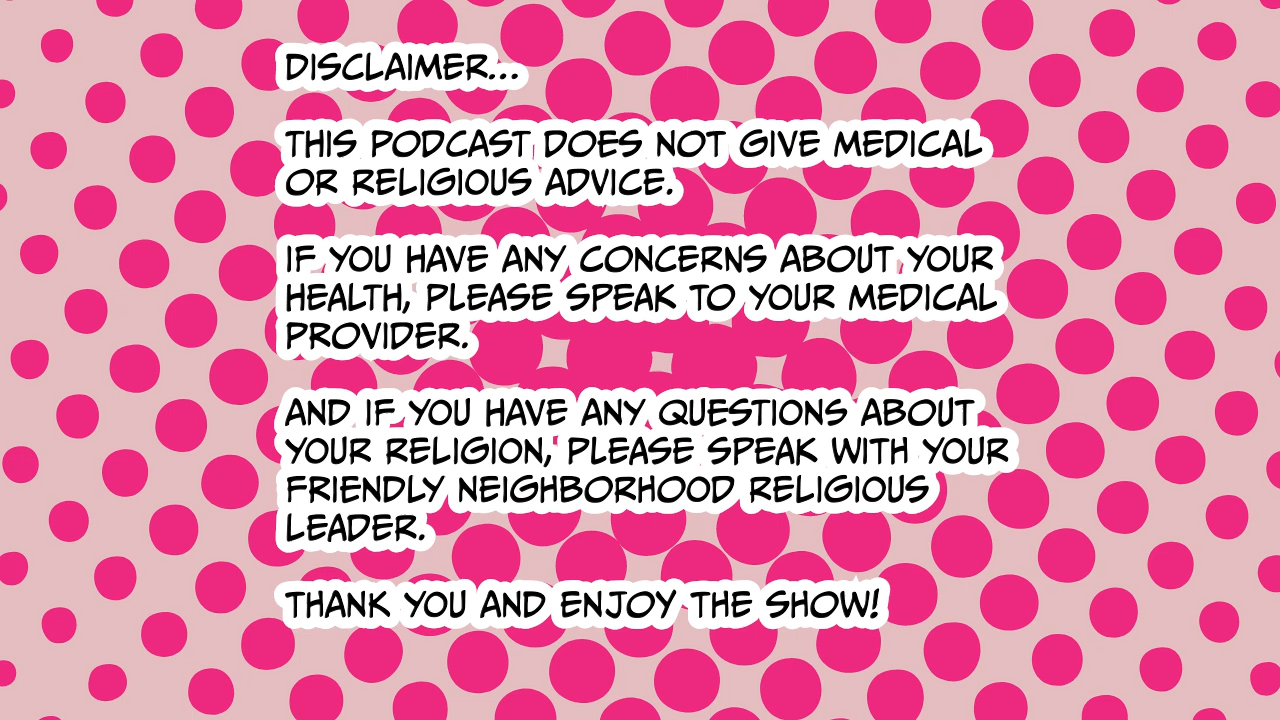 DISCLAIMER...
THIS PODCAST DOES NOT GIVE MEDICAL
OR RELIGIOUS ADVICE.
IF YOU HAVE ANY CONCERNS ABOUT YOUR
HEALTH, PLEASE SPEAK TO YOUR MEDICAL
PROVIDER.
AND IF YOU HAVE ANY QUESTIONS ABOUT
YOUR RELIGION, PLEASE SPEAK WITH YOUR
FRIENDLY NEIGHBORHOOD RELIGIOUS
LEADER.
THANK YOU AND ENJOY THE SHOW!